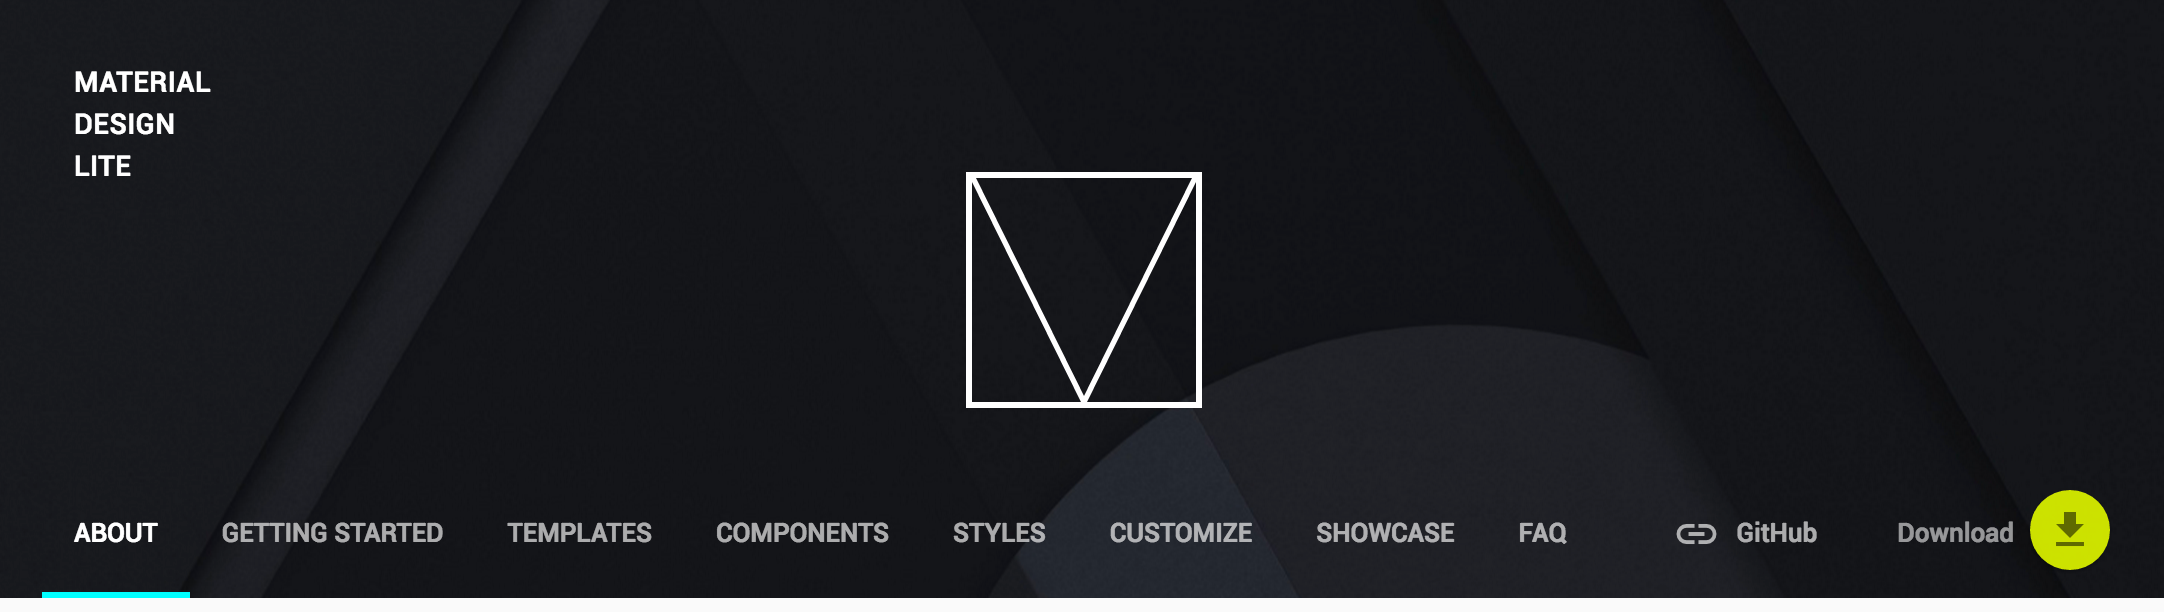 MATERIAL
DESIGN
LITE
ABOUT GETTING STARTED TEMPLATES COMPONENTS STYLES CUSTOMIZE SHOWCASE FAQ GitHub Download